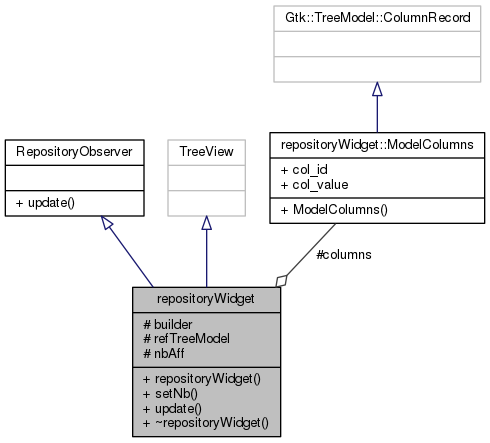 Gtk::TreeModel::ColumnRecord
RepositoryObserver
+ update()
TreeView
repositoryWidget::ModelColumns
+ col_id
+ col_value
+ ModelColumns()
#columns
repositoryWidget
# builder
# refTreeModel
# nbAff
+ repositoryWidget()
+ setNb()
+ update()
+ ~repositoryWidget()